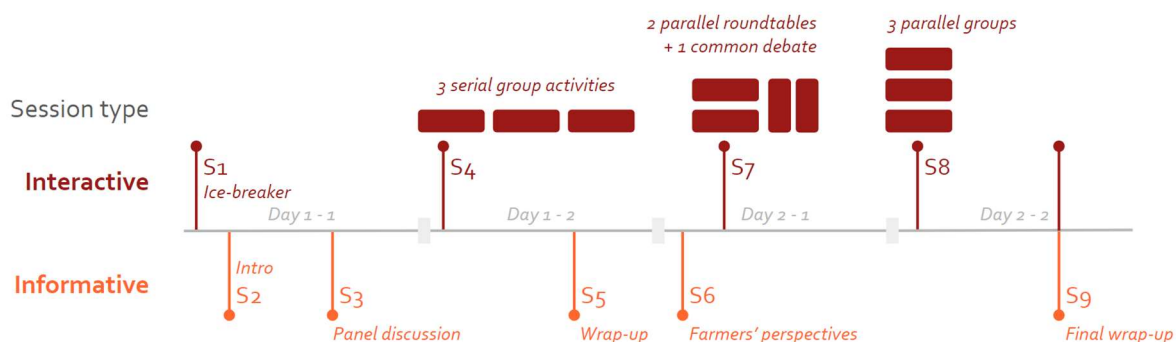 2 parallel roundtables
+ 1 common debate
3 parallel groups
3 serial group activities
Session type
Interactive
S1
Ice-breaker
S4
S7
S8
Day 1 - 1
Day 1 - 2
Day 2 - 1
Day 2 - 2
Informative
Intro
S2
S3
S5
S6
S9
Panel discussion
Wrap-up
Farmers' perspectives
Final wrap-up